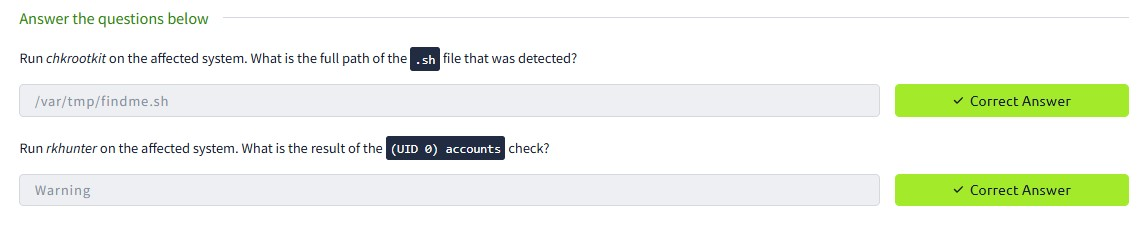 Answer the questions below
Run chkrootkit on the affected system. What is the full path of the .sh file that was detected?
/var/tmp/findme.sh
✓ Correct Answer
Run rkhunter on the affected system. What is the result of the (UID 0) accounts check?
Warning
✓ Correct Answer